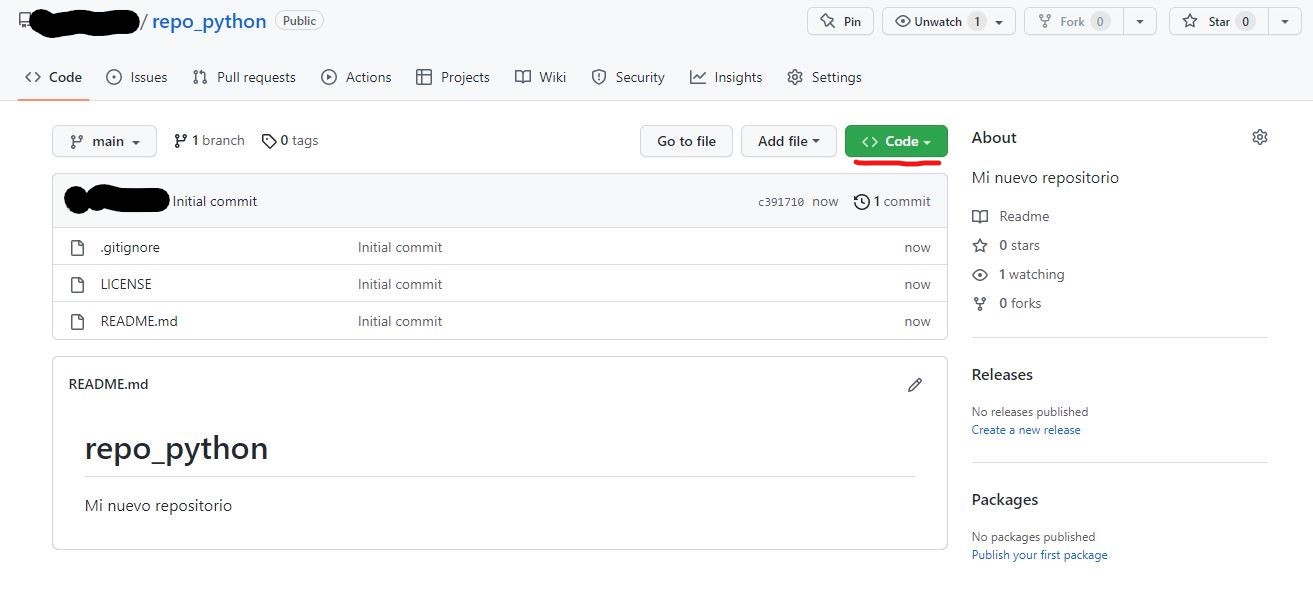 / repo_python Public Pin Unwatch 1 Fork 0 Star 0
Code Issues Pull requests Actions Projects Wiki Security Insights Settings
main 1 branch 0 tags Go to file Add file Code
Initial commit c391710 now 1 commit
.gitignore Initial commit now
LICENSE Initial commit now
README.md Initial commit now
README.md
repo_python
Mi nuevo repositorio
About
Mi nuevo repositorio
Readme
0 stars
1 watching
0 forks
Releases
No releases published
Create a new release
Packages
No packages published
Publish your first package